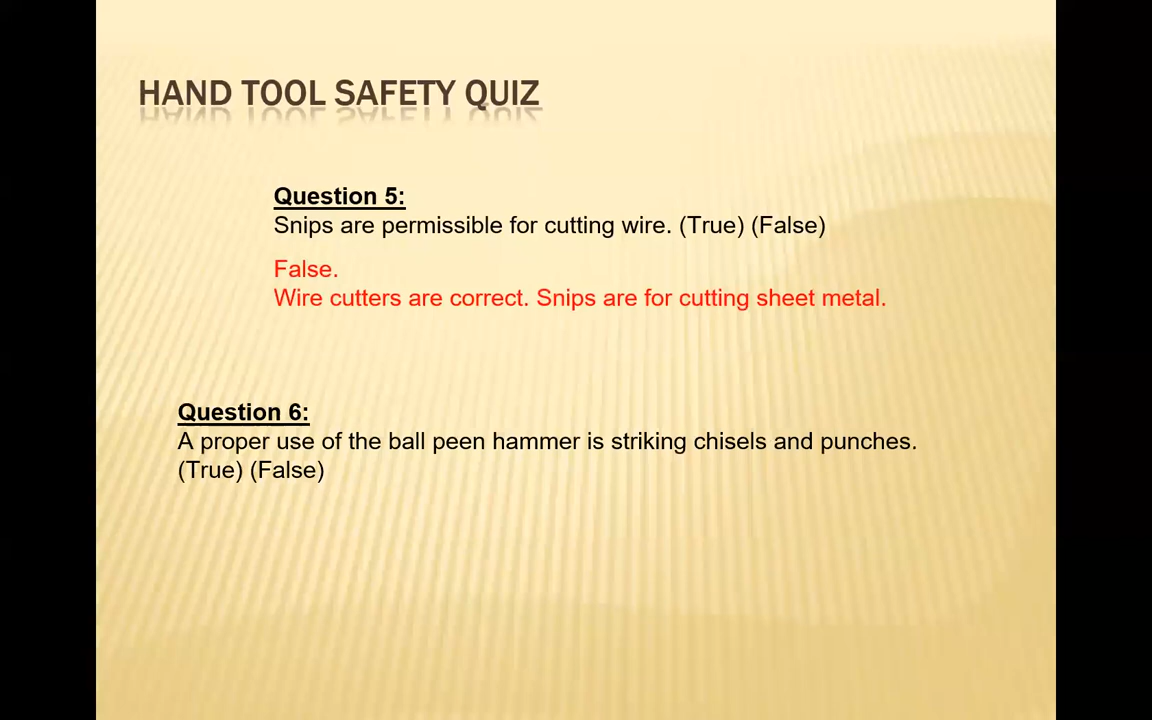 HAND TOOL SAFETY QUIZ
Question 5:
Snips are permissible for cutting wire. (True) (False)
False.
Wire cutters are correct. Snips are for cutting sheet metal.
Question 6:
A proper use of the ball peen hammer is striking chisels and punches.
(True) (False)